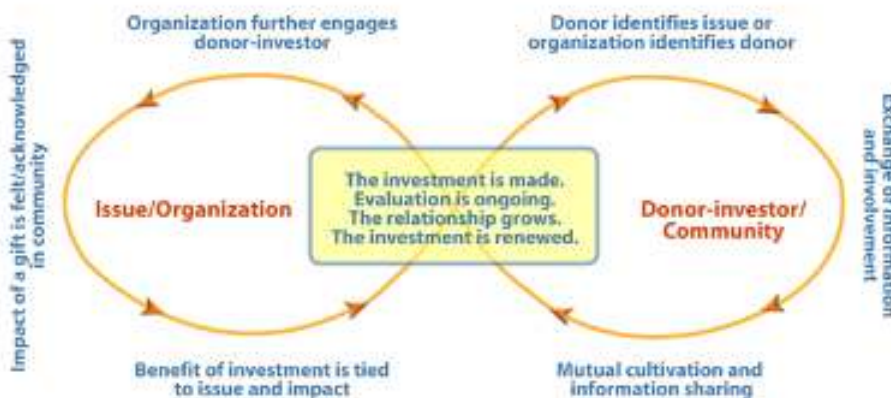 Organization further engages
donor-investor
Donor identifies issue or
organization identifies donor
Impact of a gift is felt/acknowledged
in community
Issue/Organization
The investment is made.
Evaluation is ongoing.
The relationship grows.
The investment is renewed.
Donor-investor/
Community
Exchange of information
and involvement
Benefit of investment is tied
to issue and impact
Mutual cultivation and
information sharing